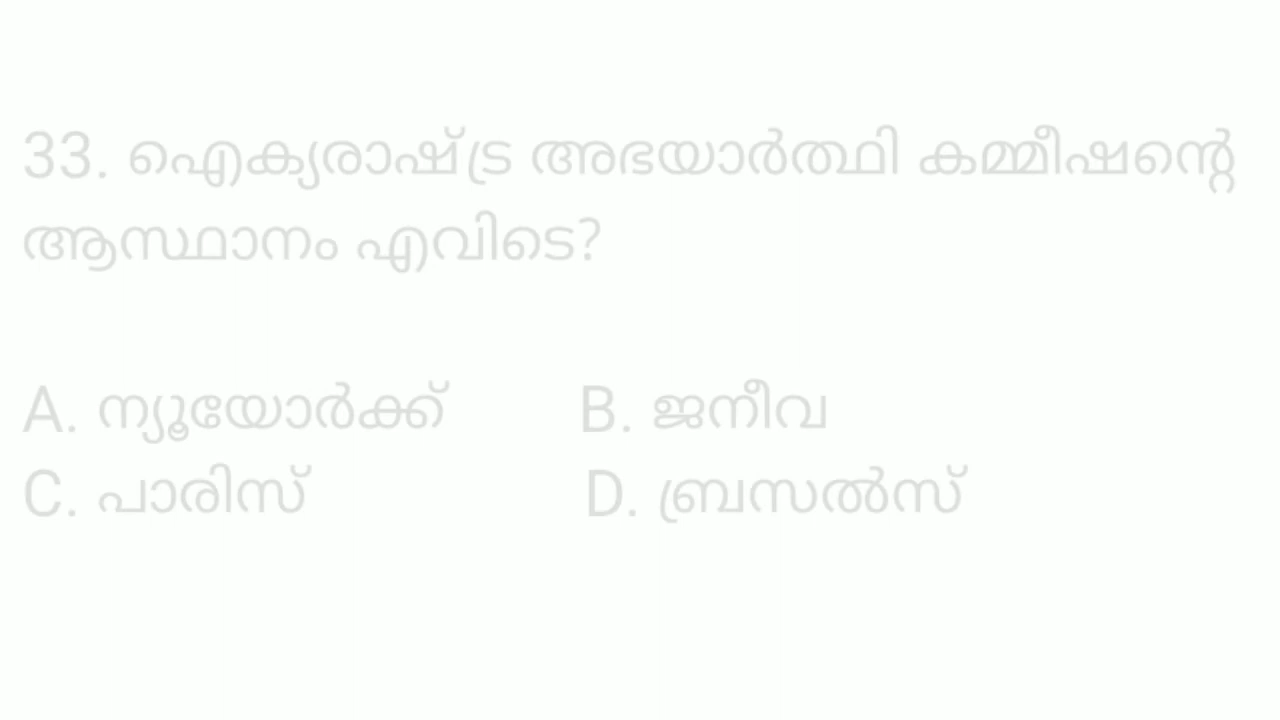 33. ഐക്യരാഷ്ട്ര അഭയാർത്ഥി കമ്മീഷന്റെ
ആസ്ഥാനം എവിടെ?
A. ന്യൂയോർക്ക് B. ജനീവ
C. പാരിസ് D. ബ്രസൽസ്